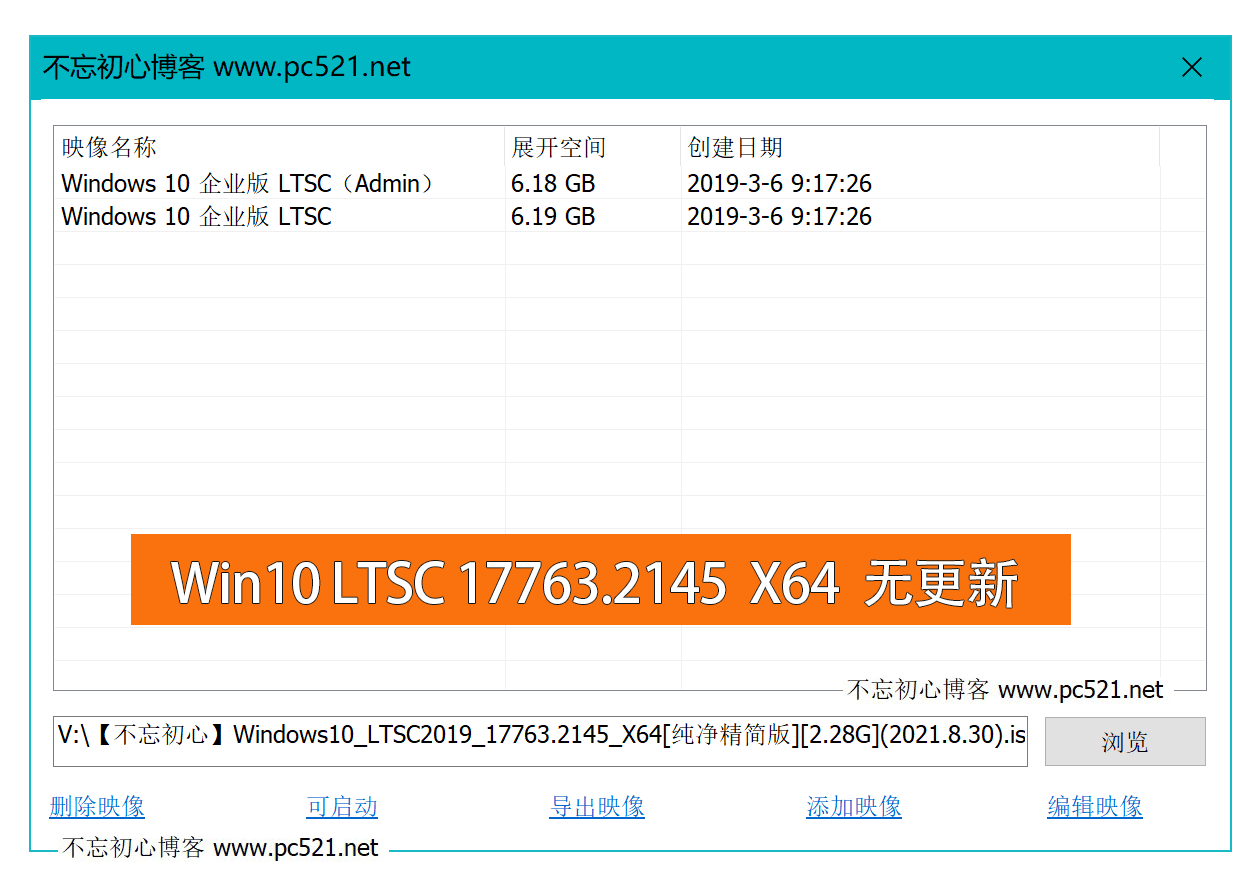 不忘初心博客 www.pc521.net
映像名称 展开空间 创建日期
Windows 10 企业版 LTSC（Admin） 6.18 GB 2019-3-6 9:17:26
Windows 10 企业版 LTSC 6.19 GB 2019-3-6 9:17:26
Win10 LTSC 17763.2145 X64 无更新
不忘初心博客 www.pc521.net
V:\【不忘初心】Windows10_LTSC2019_17763.2145_X64[纯净精简版][2.28G](2021.8.30).is 浏览
删除映像 可启动 导出映像 添加映像 编辑映像
不忘初心博客 www.pc521.net